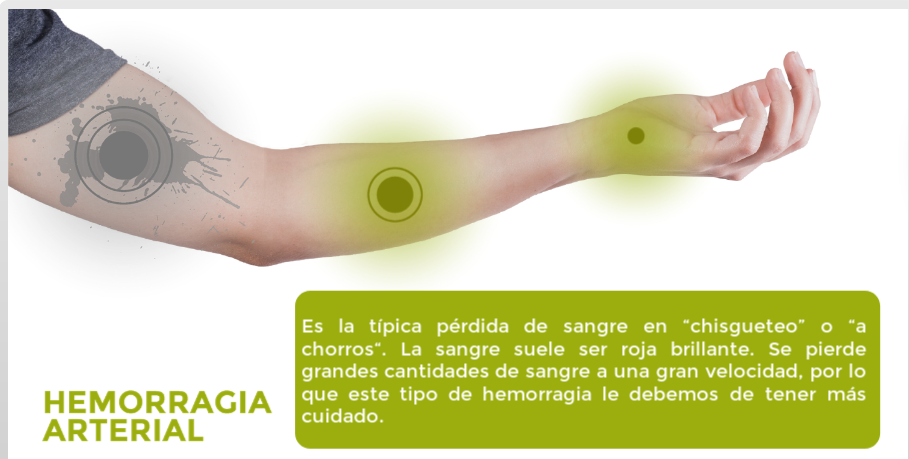 Es la típica pérdida de sangre en “chisgueteo” o “a
chorros“. La sangre suele ser roja brillante. Se pierde
grandes cantidades de sangre a una gran velocidad, por lo
que este tipo de hemorragia le debemos de tener más
cuidado.
HEMORRAGIA
ARTERIAL